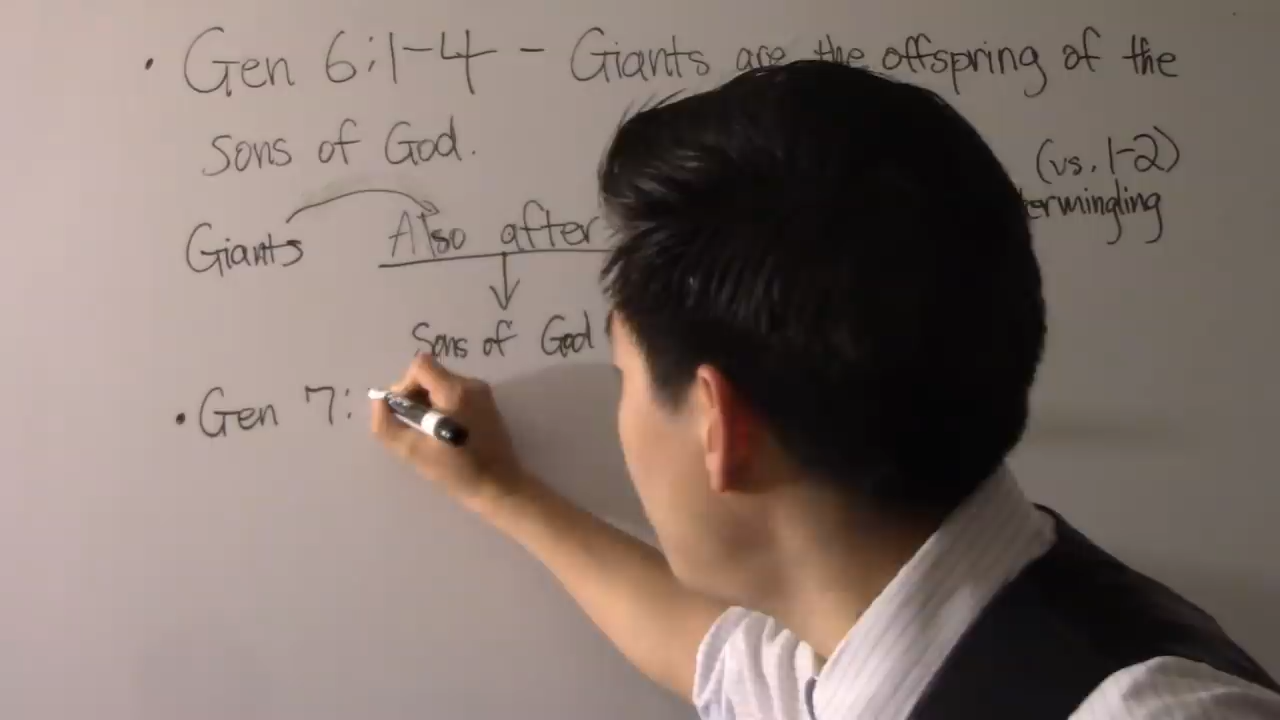 • Gen 6:1-4 - Giants are the offspring of the
Sons of God.
(vs. 1-2)
Giants Also after
Sons of God
• Gen 7: